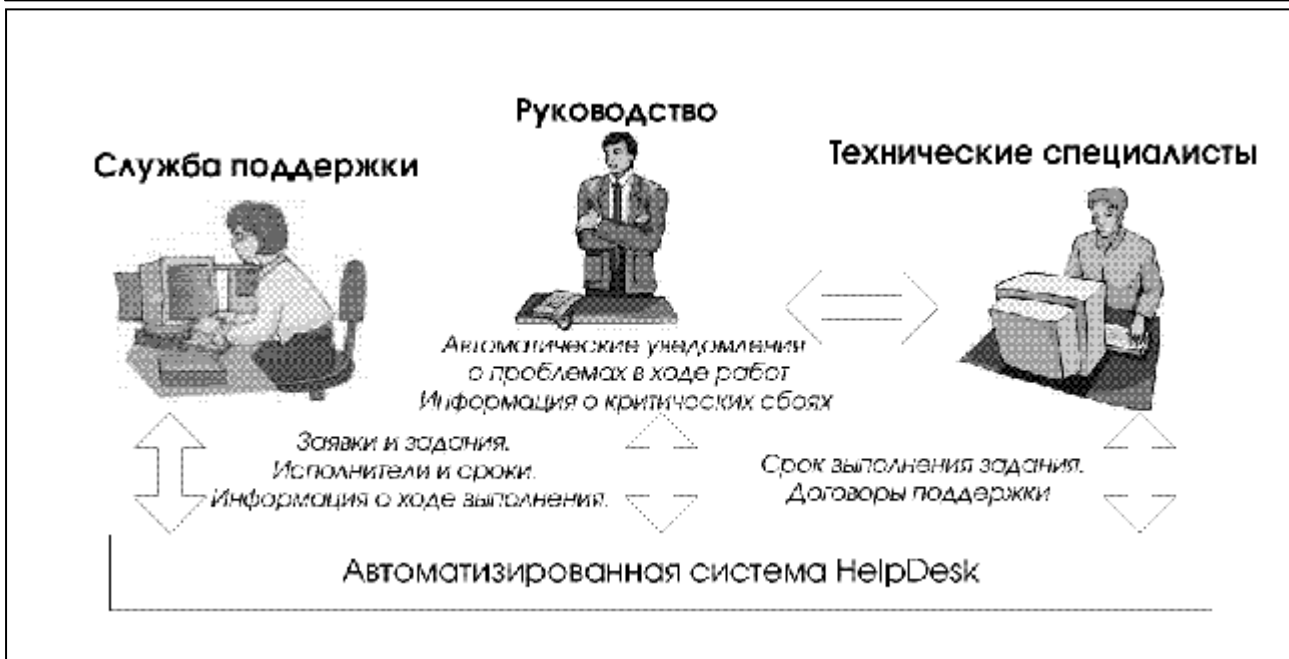 Руководство
Служба поддержки
Технические специалисты
Автоматические уведомления
о проблемах в ходе работ
Информация о критических сбоях
Заявки и задания.
Исполнители и сроки.
Информация о ходе выполнения.
Срок выполнения задания.
Договоры поддержки
Автоматизированная система HelpDesk